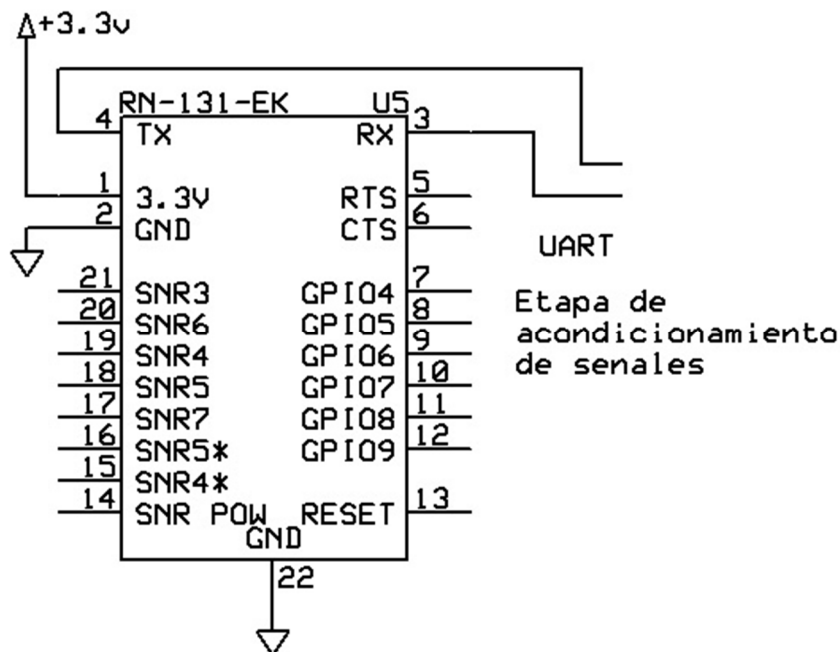 +3.3v
RN-131-EK U5
4 TX RX 3
1 3.3V RTS 5
2 GND CTS 6
UART
21 SNR3 GPIO4 7
20 SNR6 GPIO5 8
19 SNR4 GPIO6 9
18 SNR5 GPIO7 10
17 SNR7 GPIO8 11
16 SNR5* GPIO9 12
15 SNR4*
14 SNR POW RESET 13
GND
22
Etapa de
acondicionamiento
de senales